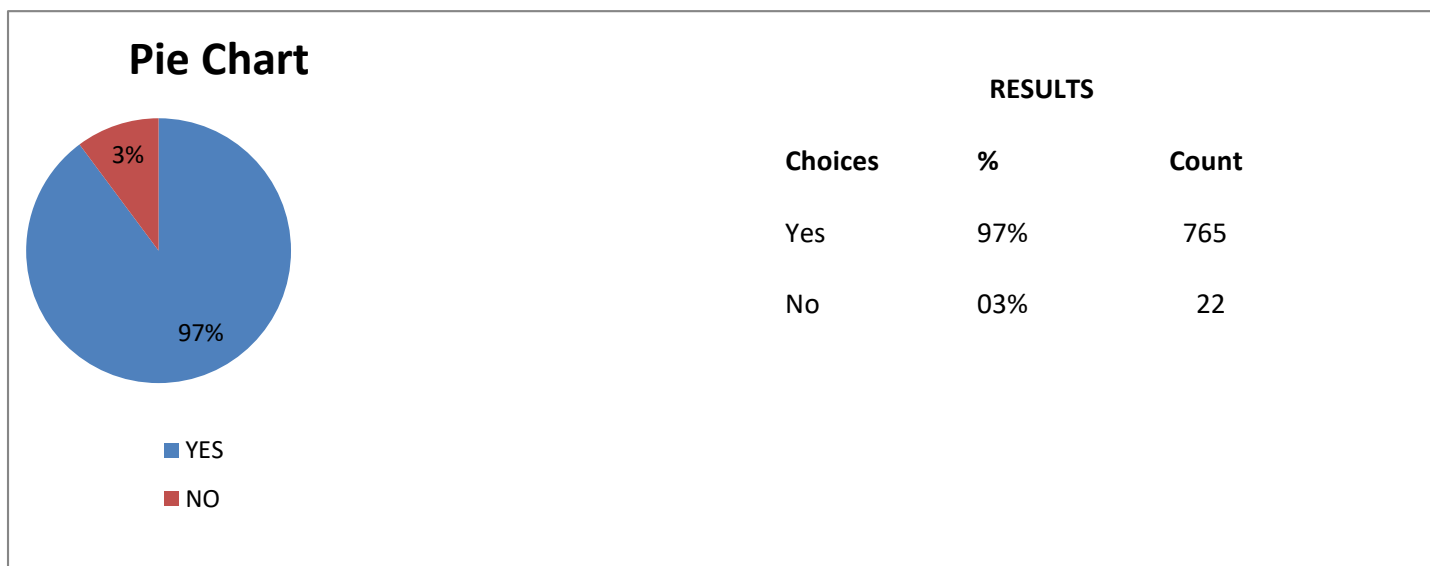 Pie Chart
3%
97%
YES
NO
RESULTS
Choices % Count
Yes 97% 765
No 03% 22